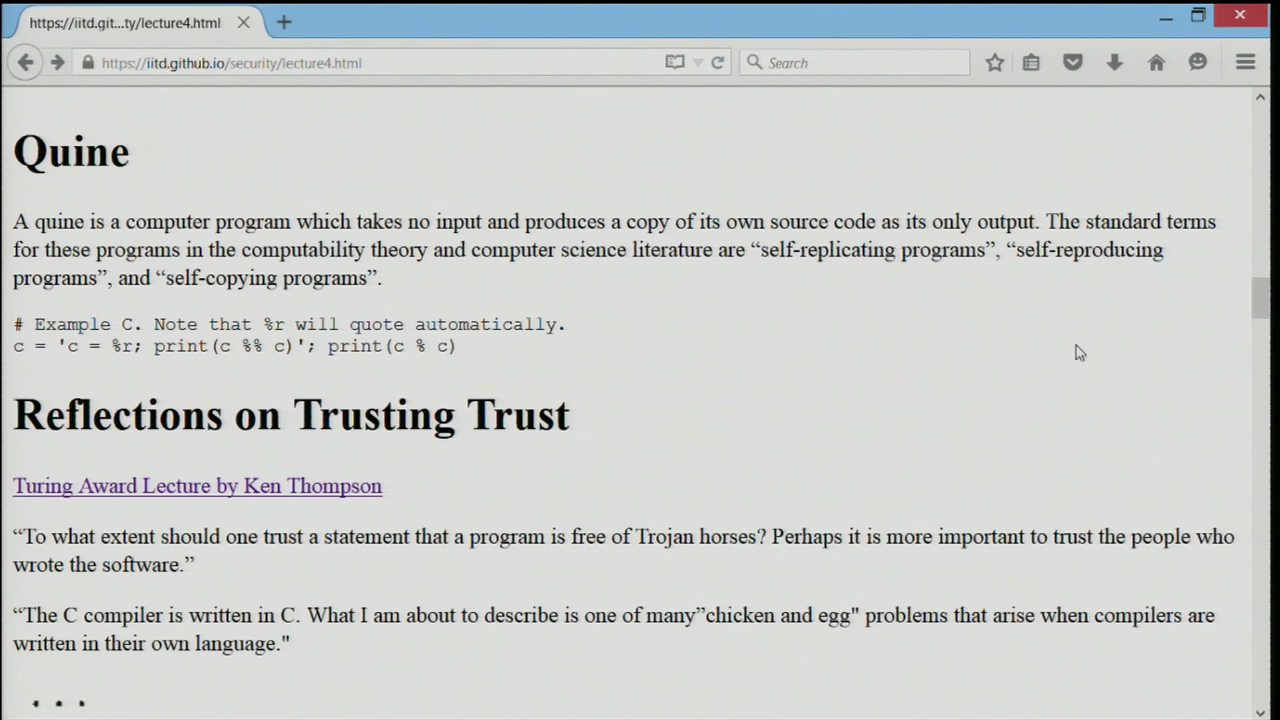 https://iitd.git...ty/lecture4.html
https://iitd.github.io/security/lecture4.html
Search
Quine
A quine is a computer program which takes no input and produces a copy of its own source code as its only output. The standard terms
for these programs in the computability theory and computer science literature are “self-replicating programs”, “self-reproducing
programs”, and “self-copying programs”.
# Example C. Note that %r will quote automatically.
c = 'c = %r; print(c %% c)'; print(c % c)
Reflections on Trusting Trust
Turing Award Lecture by Ken Thompson
“To what extent should one trust a statement that a program is free of Trojan horses? Perhaps it is more important to trust the people who
wrote the software.”
“The C compiler is written in C. What I am about to describe is one of many”chicken and egg" problems that arise when compilers are
written in their own language."
...